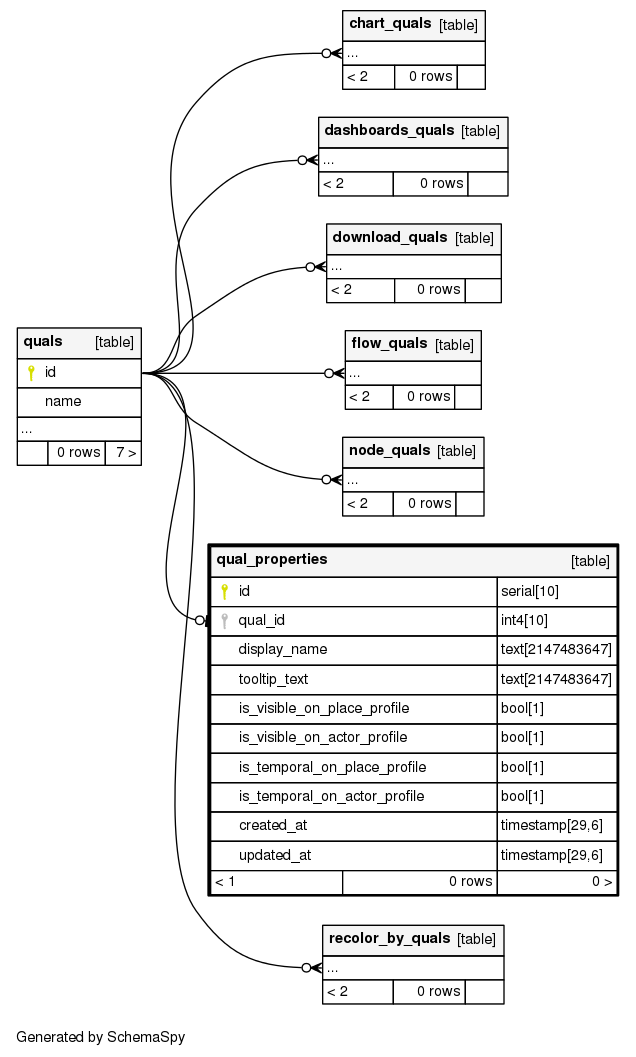 chart_quals [table]
...
< 2 0 rows
dashboards_quals [table]
...
< 2 0 rows
download_quals [table]
...
< 2 0 rows
quals [table]
id
name
...
0 rows 7 >
flow_quals [table]
...
< 2 0 rows
node_quals [table]
...
< 2 0 rows
qual_properties [table]
id serial[10]
qual_id int4[10]
display_name text[2147483647]
tooltip_text text[2147483647]
is_visible_on_place_profile bool[1]
is_visible_on_actor_profile bool[1]
is_temporal_on_place_profile bool[1]
is_temporal_on_actor_profile bool[1]
created_at timestamp[29,6]
updated_at timestamp[29,6]
< 1 0 rows 0 >
recolor_by_quals [table]
...
< 2 0 rows
Generated by SchemaSpy